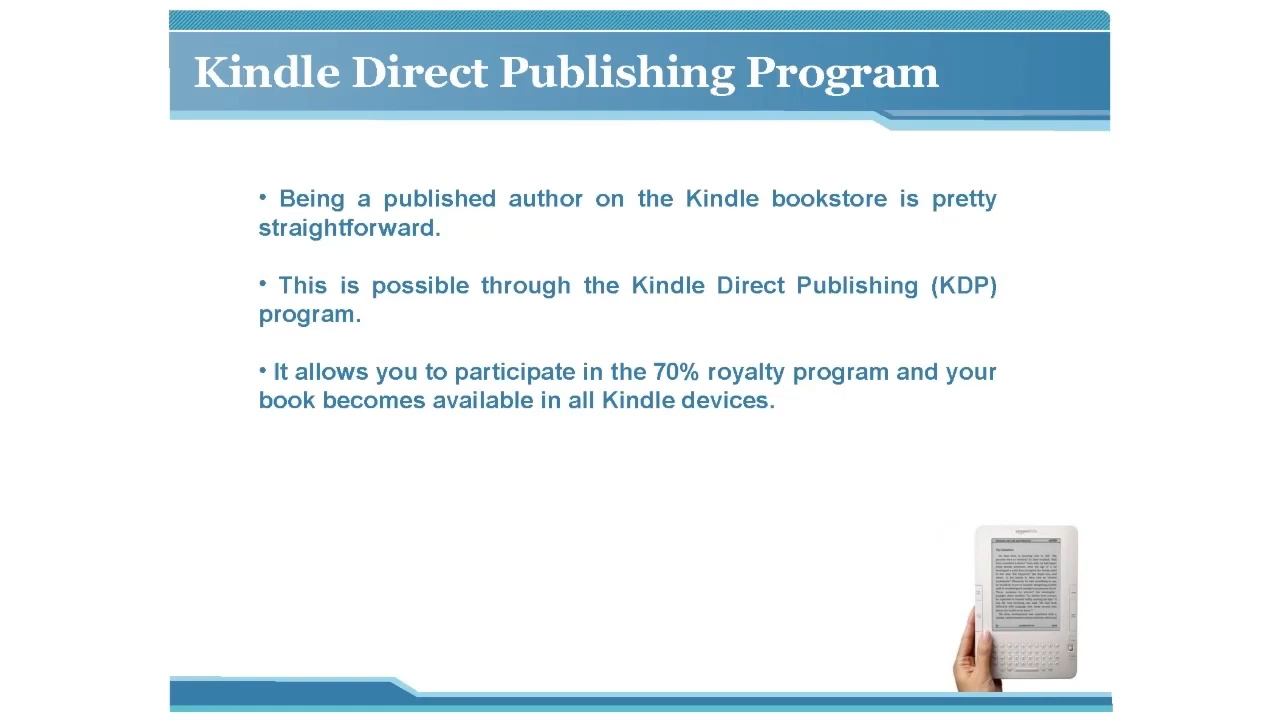 Kindle Direct Publishing Program
• Being a published author on the Kindle bookstore is pretty
straightforward.
• This is possible through the Kindle Direct Publishing (KDP)
program.
• It allows you to participate in the 70% royalty program and your
book becomes available in all Kindle devices.